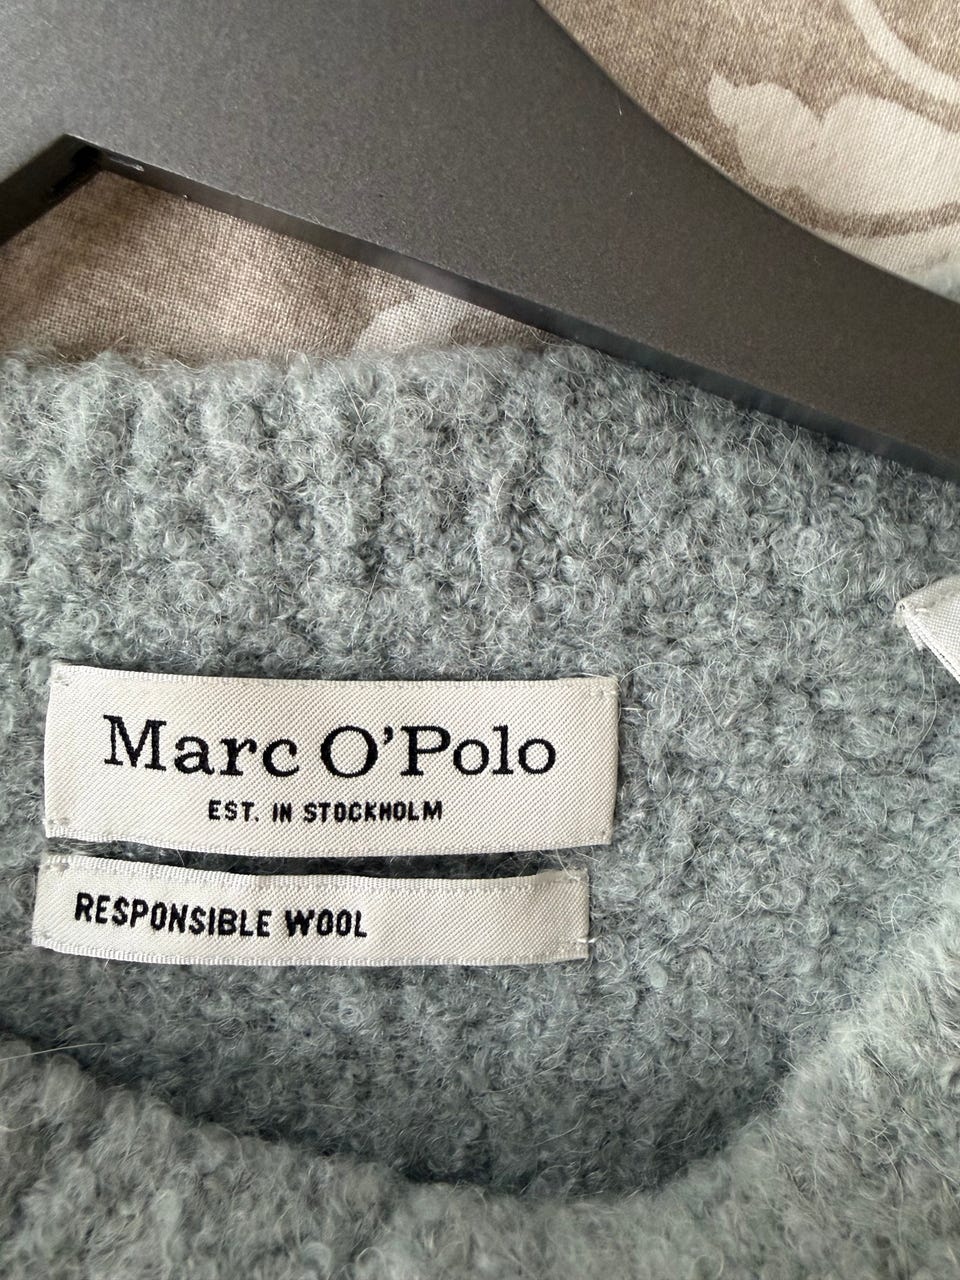 Marc O'Polo
EST. IN STOCKHOLM
RESPONSIBLE WOOL